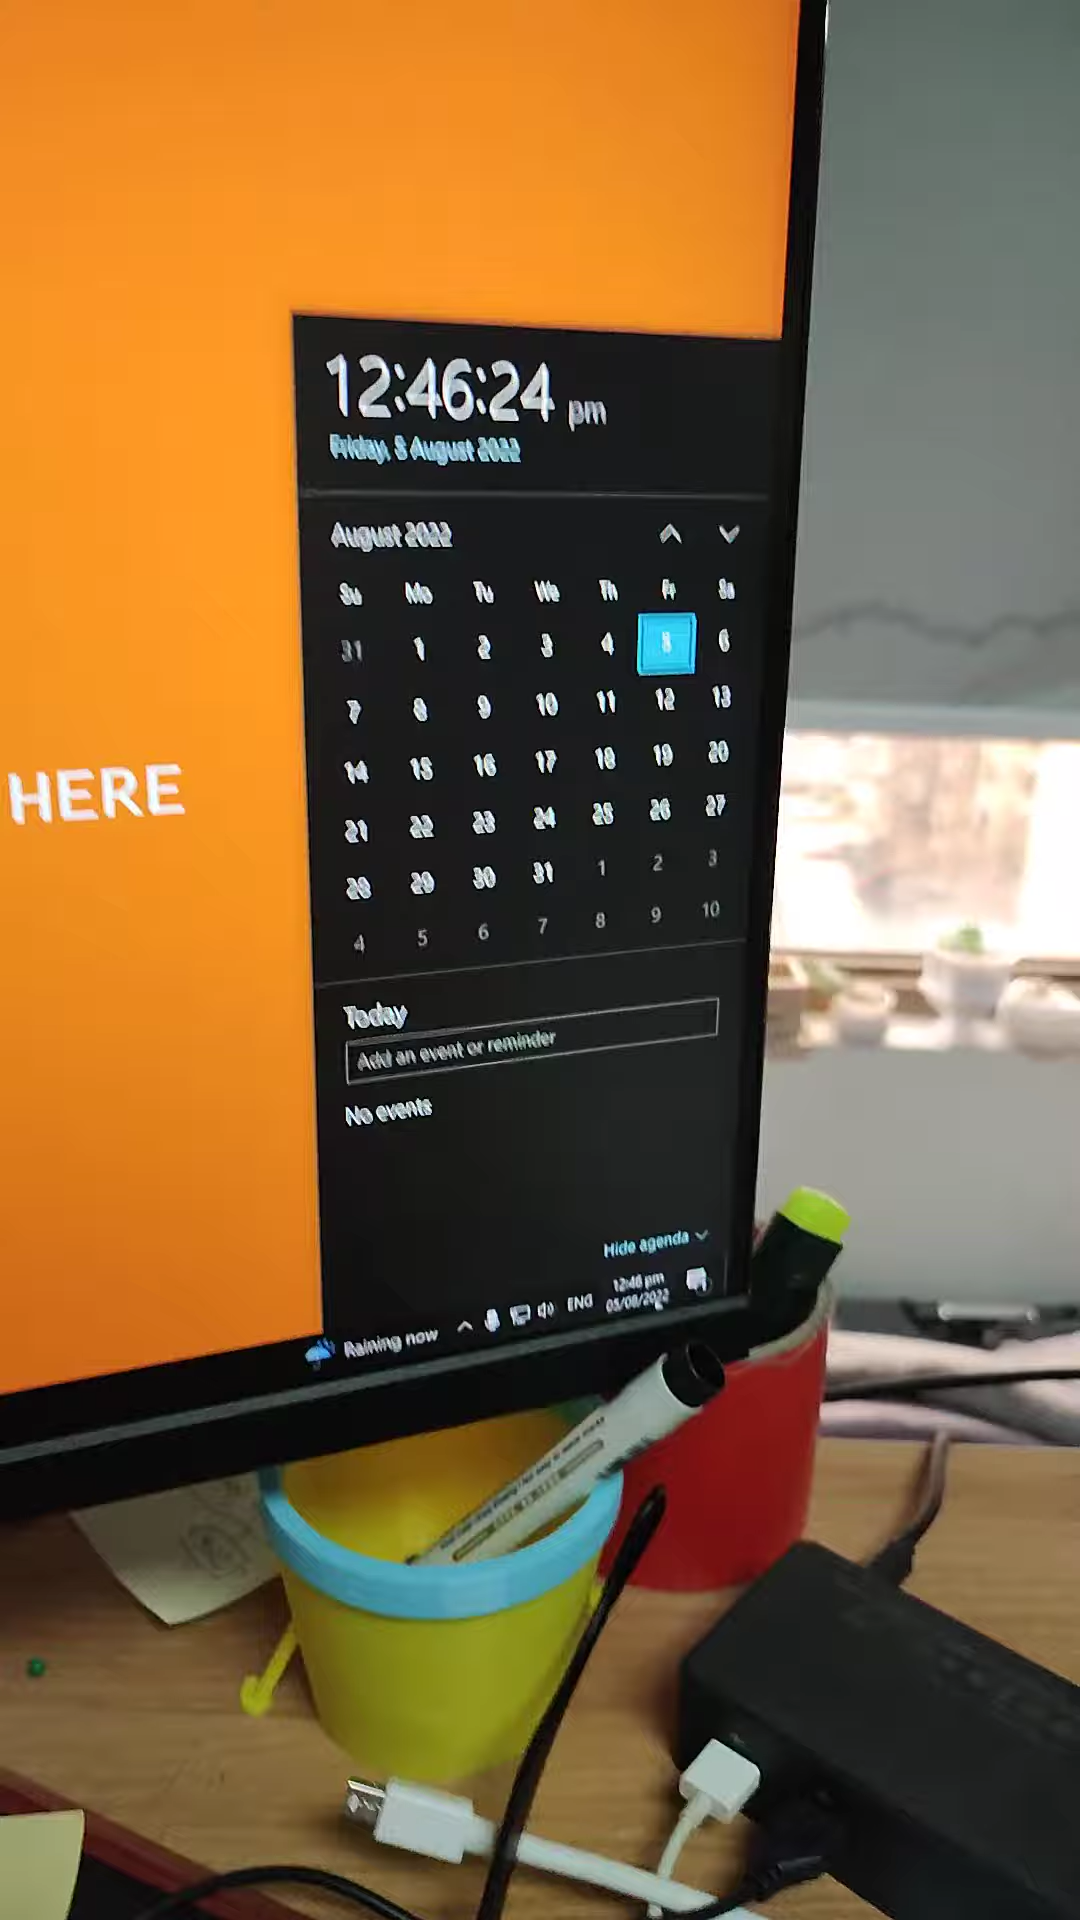 HERE
12:46:24 pm
Friday, 5 August 2022
August 2022
Su Mo Tu We Th Fr Sa
31 1 2 3 4 5 6
7 8 9 10 11 12 13
14 15 16 17 18 19 20
21 22 23 24 25 26 27
28 29 30 31 1 2 3
4 5 6 7 8 9 10
Today
Add an event or reminder
No events
Hide agenda
12:46 pm
Raining now ENG 05/08/2022